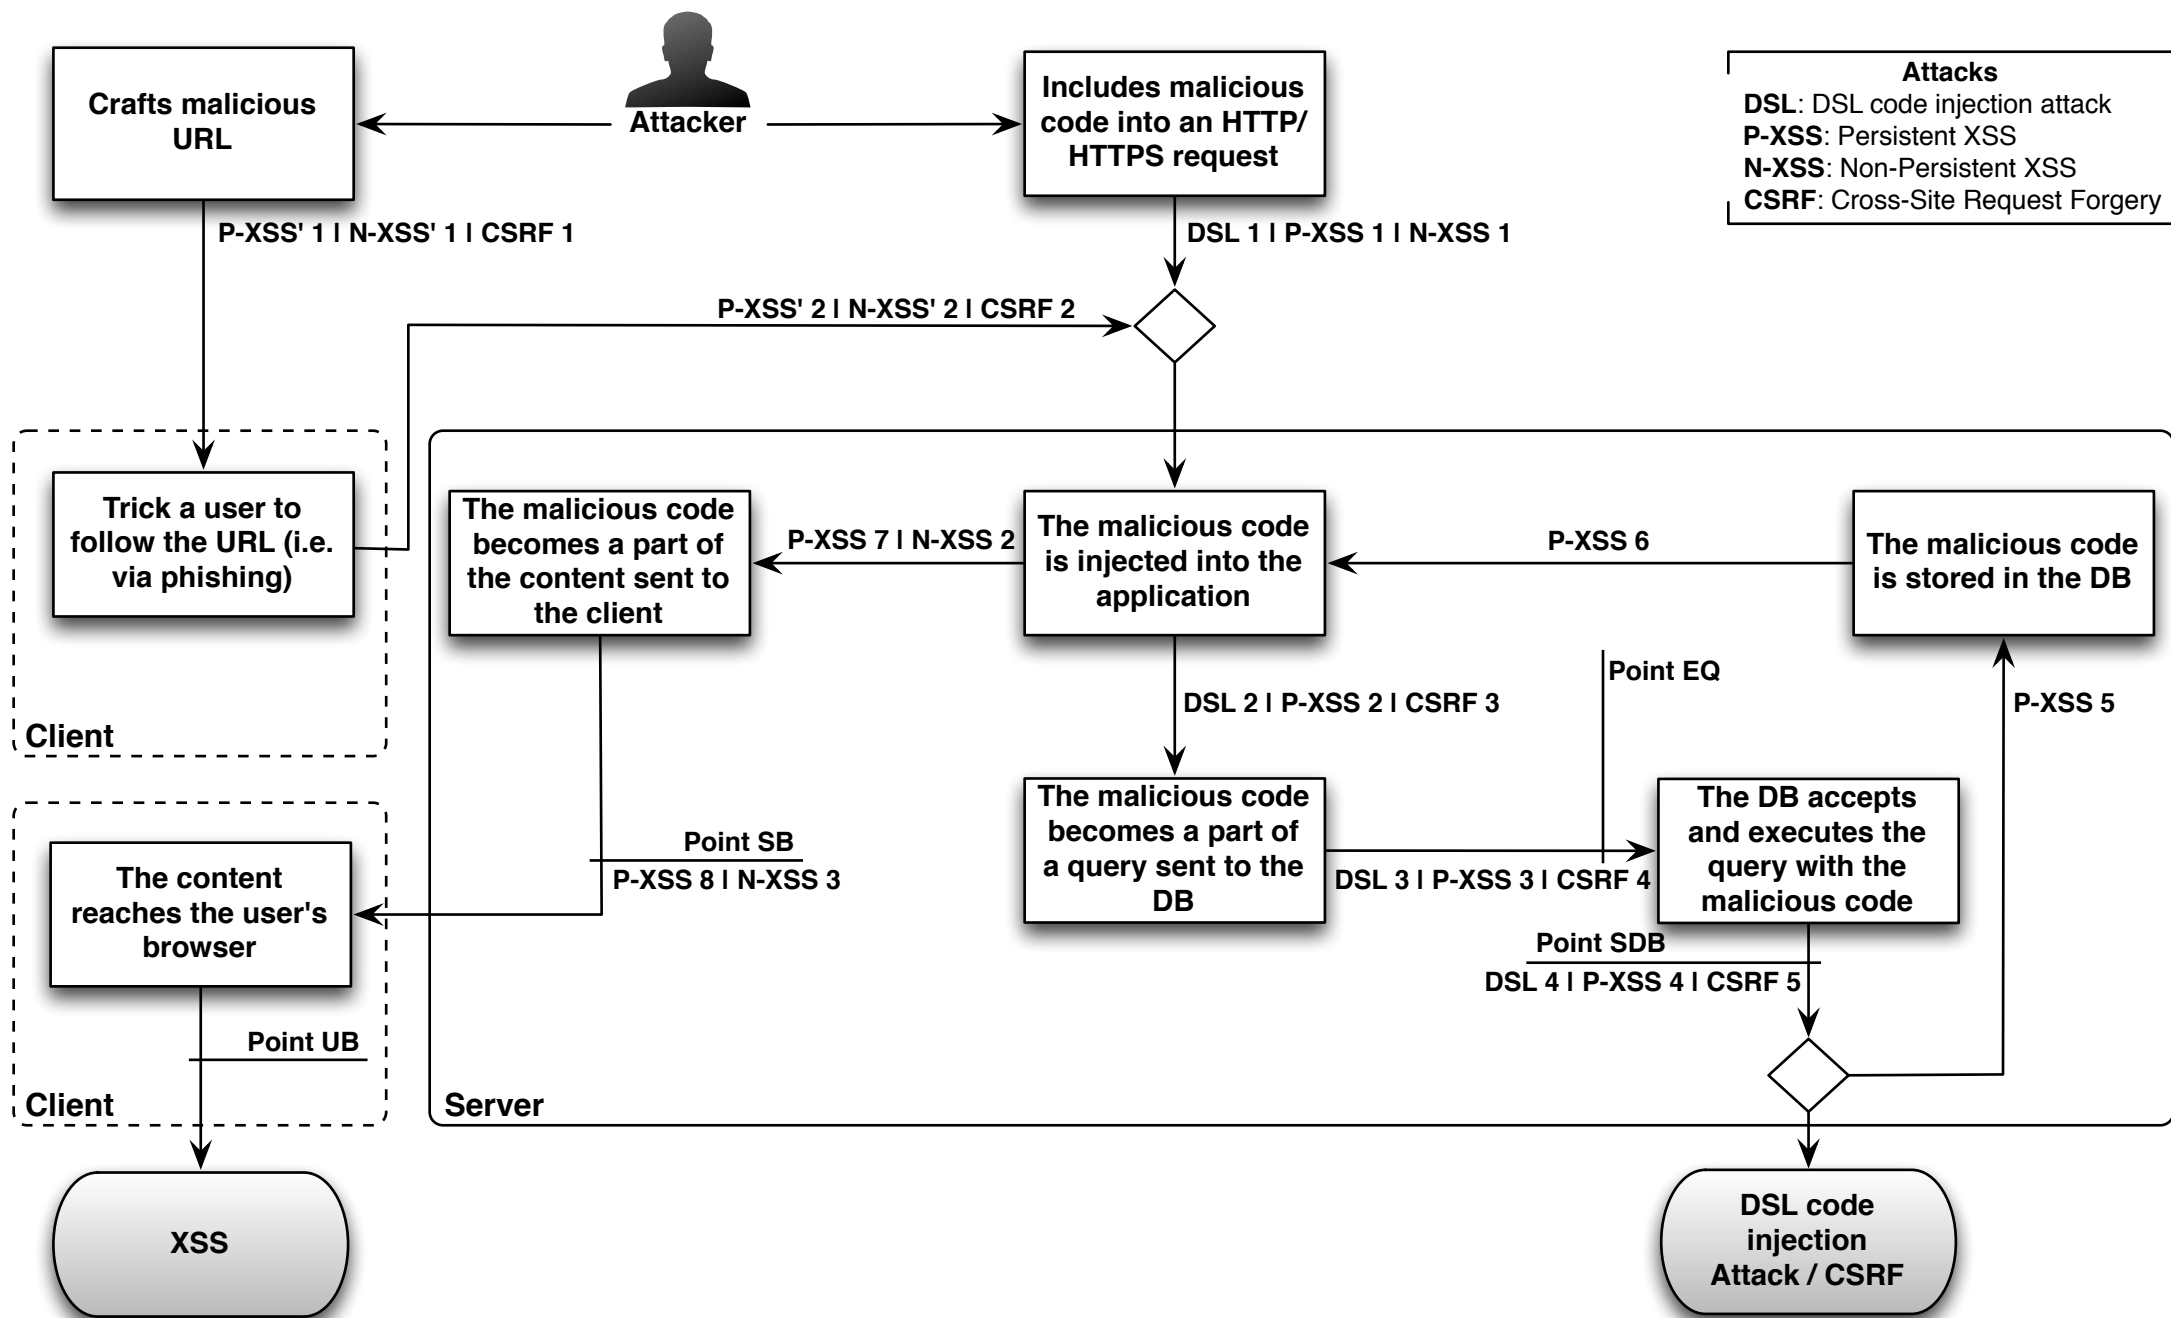 Crafts malicious
URL
Attacker
Includes malicious
code into an HTTP/
HTTPS request
Attacks
DSL: DSL code injection attack
P-XSS: Persistent XSS
N-XSS: Non-Persistent XSS
CSRF: Cross-Site Request Forgery
P-XSS' 1 | N-XSS' 1 | CSRF 1
DSL 1 | P-XSS 1 | N-XSS 1
P-XSS' 2 | N-XSS' 2 | CSRF 2
Trick a user to
follow the URL (i.e.
via phishing)
Client
The malicious code
becomes a part of
the content sent to
the client
P-XSS 7 | N-XSS 2
The malicious code
is injected into the
application
P-XSS 6
The malicious code
is stored in the DB
Point EQ
DSL 2 | P-XSS 2 | CSRF 3
P-XSS 5
The malicious code
becomes a part of
a query sent to the
DB
DSL 3 | P-XSS 3 | CSRF 4
The DB accepts
and executes the
query with the
malicious code
Point SB
P-XSS 8 | N-XSS 3
The content
reaches the user's
browser
Point SDB
DSL 4 | P-XSS 4 | CSRF 5
Point UB
Client
Server
XSS
DSL code
injection
Attack / CSRF